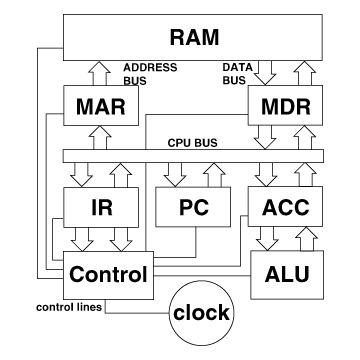 RAM
ADDRESS
BUS
DATA
BUS
MAR
MDR
CPU BUS
IR
PC
ACC
Control
ALU
control lines
clock